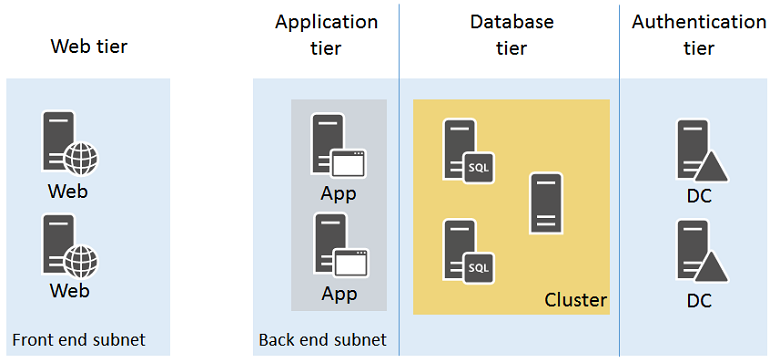 Web tier
Application
tier
Database
tier
Authentication
tier
Web
Web
Front end subnet
App
App
Back end subnet
SQL
SQL
Cluster
DC
DC